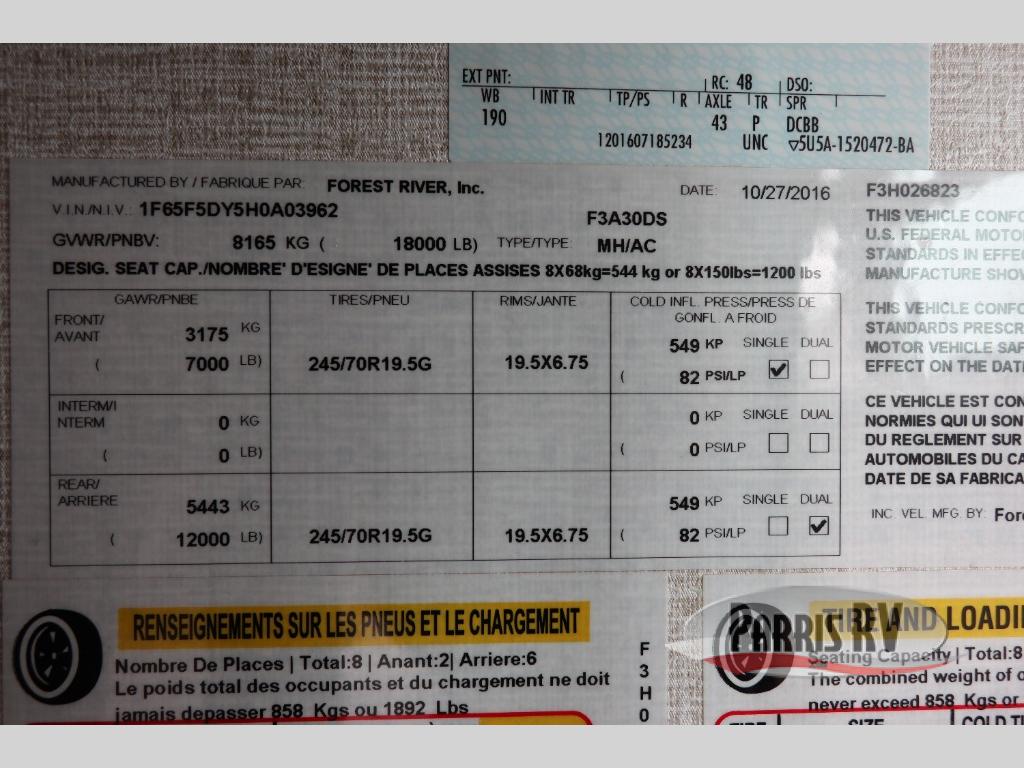 EXT PNT: RC: 48 DSO:
WB INT TR TP/PS R AXLE TR SPR
190 43 P DCBB
1201607185234 UNC ▽5U5A-1520472-BA
MANUFACTURED BY / FABRIQUE PAR: FOREST RIVER, Inc. DATE: 10/27/2016 F3H026823
V.I.N./N.I.V.: 1F65F5DY5H0A03962 F3A30DS
GVWR/PNBV: 8165 KG ( 18000 LB) TYPE/TYPE: MH/AC
DESIG. SEAT CAP./NOMBRE' D'ESIGNE' DE PLACES ASSISES 8X68kg=544 kg or 8X150lbs=1200 lbs
GAWR/PNBE TIRES/PNEU RIMS/JANTE COLD INFL. PRESS/PRESS DE
GONFL. A FROID
FRONT/
AVANT 3175 KG 549 KP SINGLE DUAL
( 7000 LB) 245/70R19.5G 19.5X6.75 ( 82 PSI/LP
INTERM/I
NTERM 0 KG 0 KP SINGLE DUAL
( 0 LB) ( 0 PSI/LP
REAR/
ARRIERE 5443 KG 549 KP SINGLE DUAL
( 12000 LB) 245/70R19.5G 19.5X6.75 ( 82 PSI/LP
THIS VEHICLE CONFO
U.S. FEDERAL MOTO
STANDARDS IN EFFE
MANUFACTURE SHOW
THIS VEHICLE CONFO
STANDARDS PRESCR
MOTOR VEHICLE SAF
EFFECT ON THE DATE
CE VEHICLE EST CON
NORMIES QUI UI SON
DU REGLEMENT SUR
AUTOMOBILES DU CA
DATE DE SA FABRICA
INC. VEL. MFG. BY: Fore
RENSEIGNEMENTS SUR LES PNEUS ET LE CHARGEMENT
Nombre De Places | Total:8 | Anant:2| Arriere:6
Le poids total des occupants et du chargement ne doit
jamais depasser 858 Kgs ou 1892 Lbs
F3H0
TIRE AND LOADI
PARRIS RV
Seating Capacity | Total:8
The combined weight of o
never exceed 858 Kgs or
SIZE COLD TI